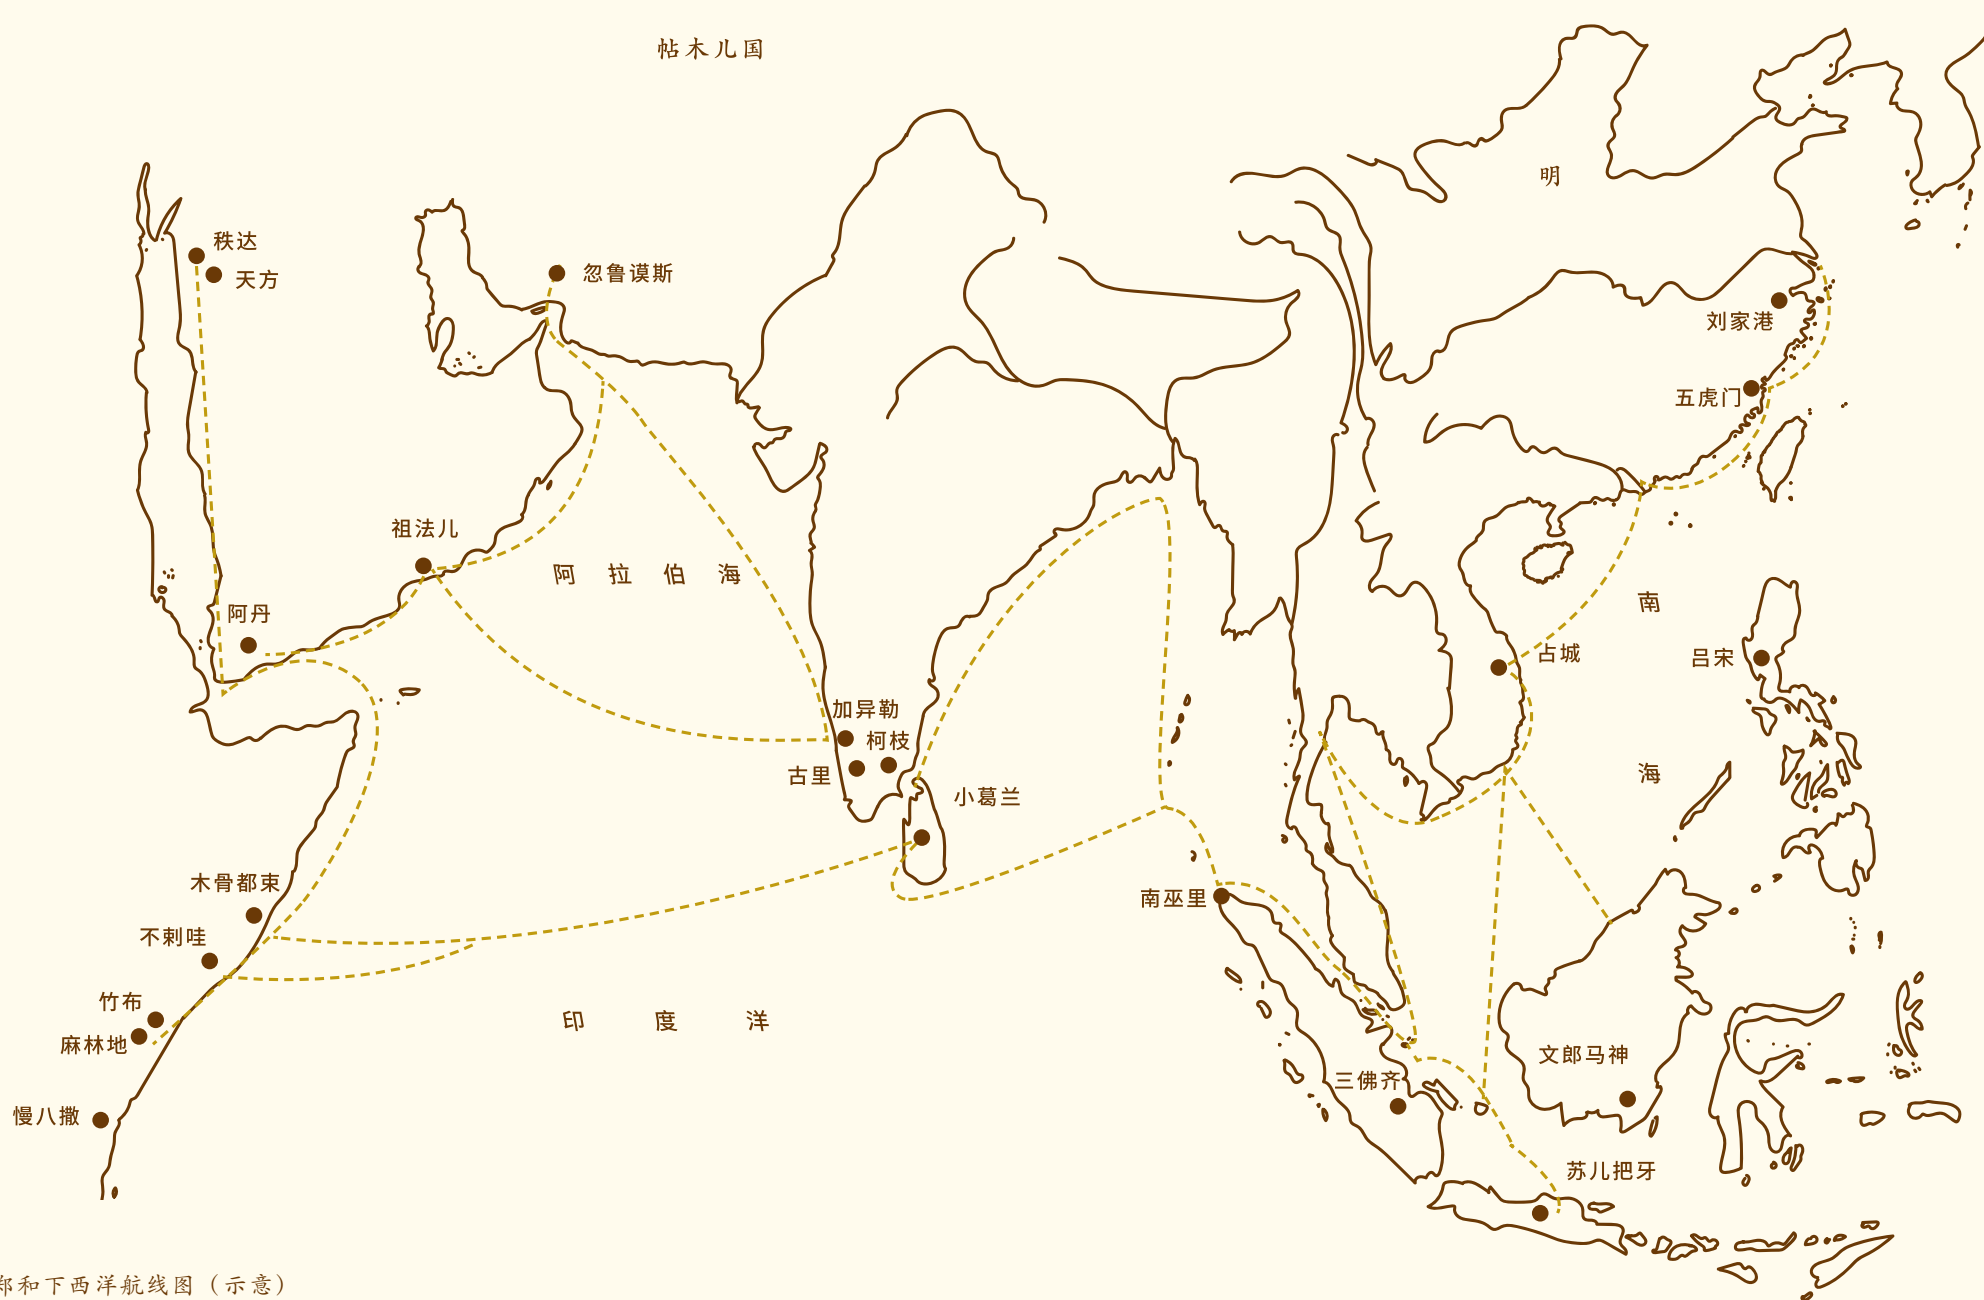 帖木儿国
明
秩达
天方
忽鲁谟斯
刘家港
五虎门
祖法儿
阿拉伯海
阿丹
南
海
占城
吕宋
加异勒
柯枝
古里
小葛兰
木骨都束
南巫里
不剌哇
竹布
麻林地
印度洋
文郎马神
三佛齐
慢八撒
苏儿把牙
郑和下西洋航线图（示意）